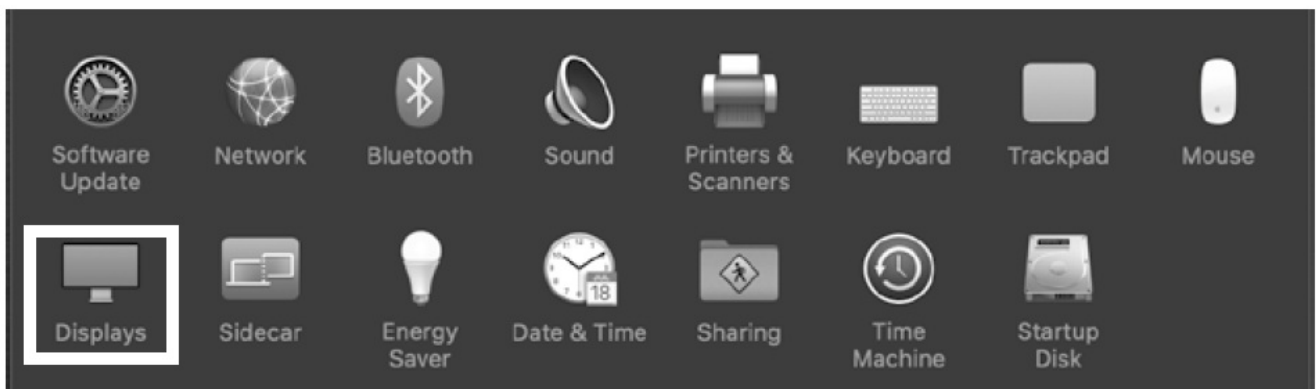 Software Network Bluetooth Sound Printers & Keyboard Trackpad Mouse
Update Scanners
18
Displays Sidecar Energy Date & Time Sharing Time Startup
Saver Machine Disk